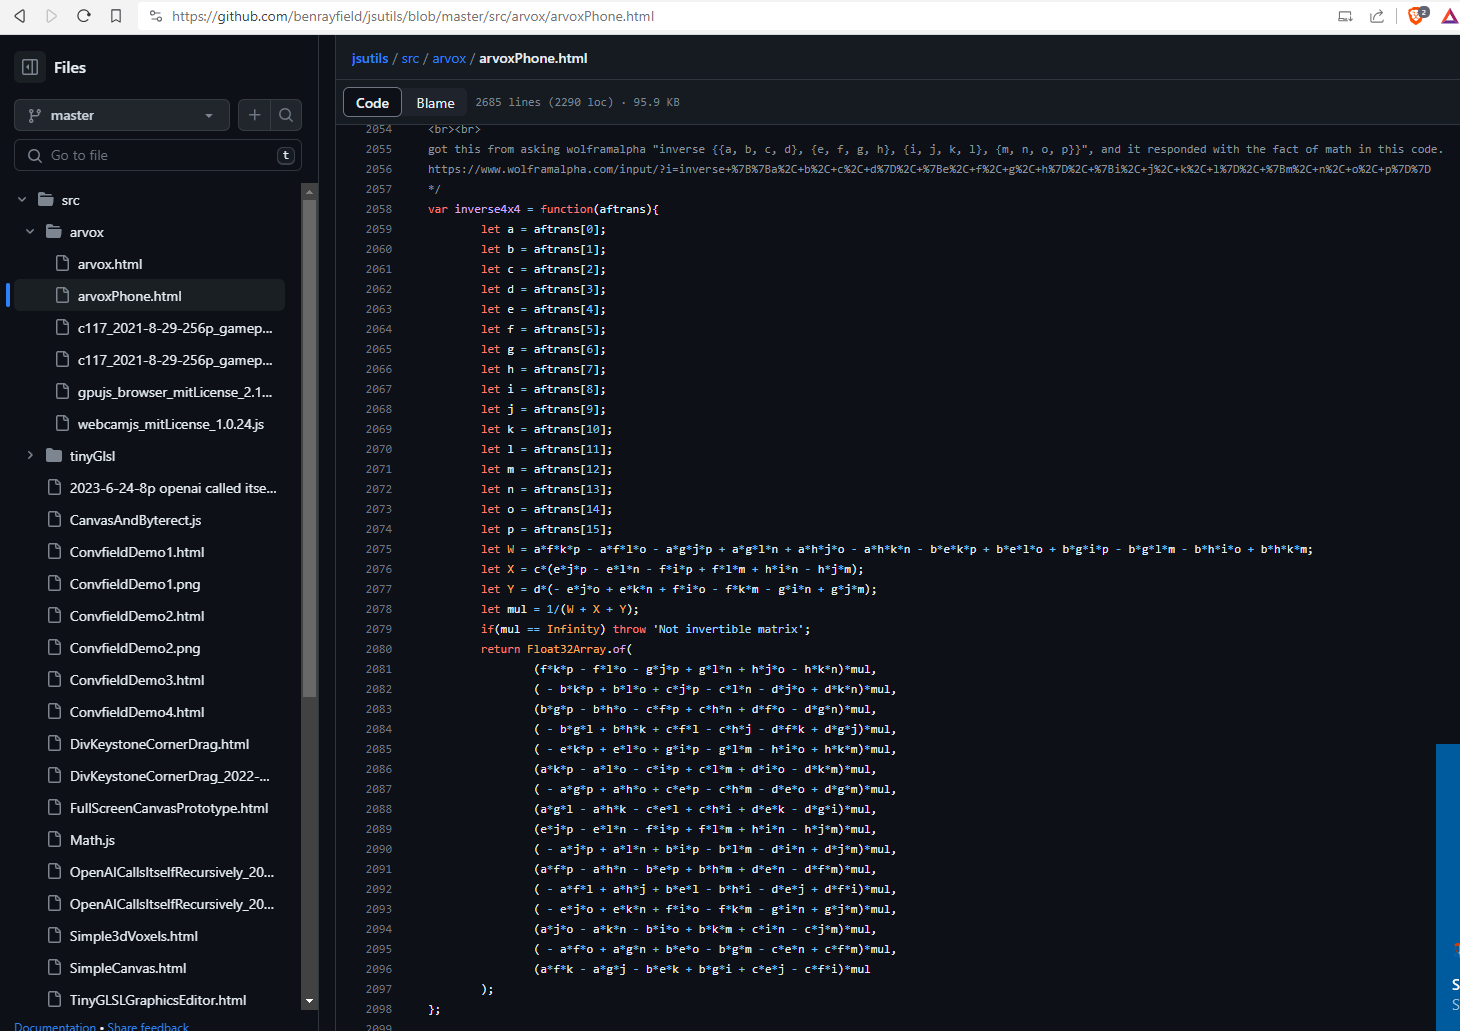 https://github.com/benrayfield/jsutils/blob/master/src/arvox/arvoxPhone.html
2
Files
master
Go to file
t
src
arvox
arvox.html
arvoxPhone.html
c117_2021-8-29-256p_gamep...
c117_2021-8-29-256p_gamep...
gpujs_browser_mitLicense_2.1...
webcamjs_mitLicense_1.0.24.js
tinyGlsl
2023-6-24-8p openai called itse...
CanvasAndByterect.js
ConvfieldDemo1.html
ConvfieldDemo1.png
ConvfieldDemo2.html
ConvfieldDemo2.png
ConvfieldDemo3.html
ConvfieldDemo4.html
DivKeystoneCornerDrag.html
DivKeystoneCornerDrag_2022-...
FullScreenCanvasPrototype.html
Math.js
OpenAICallsItselfRecursively_20...
OpenAICallsItselfRecursively_20...
Simple3dVoxels.html
SimpleCanvas.html
TinyGLSLGraphicsEditor.html
Documentation • Share feedback
jsutils / src / arvox / arvoxPhone.html
Code Blame 2685 lines (2290 loc) · 95.9 KB
2054 <br><br>
2055 got this from asking wolframalpha "inverse {{a, b, c, d}, {e, f, g, h}, {i, j, k, l}, {m, n, o, p}}", and it responded with the fact of math in this code.
2056 https://www.wolframalpha.com/input/?i=inverse+%7B%7Ba%2C+b%2C+c%2C+d%7D%2C+%7Be%2C+f%2C+g%2C+h%7D%2C+%7Bi%2C+j%2C+k%2C+l%7D%2C+%7Bm%2C+n%2C+o%2C+p%7D%7D
2057 */
2058 var inverse4x4 = function(aftrans){
2059 let a = aftrans[0];
2060 let b = aftrans[1];
2061 let c = aftrans[2];
2062 let d = aftrans[3];
2063 let e = aftrans[4];
2064 let f = aftrans[5];
2065 let g = aftrans[6];
2066 let h = aftrans[7];
2067 let i = aftrans[8];
2068 let j = aftrans[9];
2069 let k = aftrans[10];
2070 let l = aftrans[11];
2071 let m = aftrans[12];
2072 let n = aftrans[13];
2073 let o = aftrans[14];
2074 let p = aftrans[15];
2075 let W = a*f*k*p - a*f*l*o - a*g*j*p + a*g*l*n + a*h*j*o - a*h*k*n - b*e*k*p + b*e*l*o + b*g*i*p - b*g*l*m - b*h*i*o + b*h*k*m;
2076 let X = c*(e*j*p - e*l*n - f*i*p + f*l*m + h*i*n - h*j*m);
2077 let Y = d*(- e*j*o + e*k*n + f*i*o - f*k*m - g*i*n + g*j*m);
2078 let mul = 1/(W + X + Y);
2079 if(mul == Infinity) throw 'Not invertible matrix';
2080 return Float32Array.of(
2081 (f*k*p - f*l*o - g*j*p + g*l*n + h*j*o - h*k*n)*mul,
2082 ( - b*k*p + b*l*o + c*j*p - c*l*n - d*j*o + d*k*n)*mul,
2083 (b*g*p - b*h*o - c*f*p + c*h*n + d*f*o - d*g*n)*mul,
2084 ( - b*g*l + b*h*k + c*f*l - c*h*j - d*f*k + d*g*j)*mul,
2085 ( - e*k*p + e*l*o + g*i*p - g*l*m - h*i*o + h*k*m)*mul,
2086 (a*k*p - a*l*o - c*i*p + c*l*m + d*i*o - d*k*m)*mul,
2087 ( - a*g*p + a*h*o + c*e*p - c*h*m - d*e*o + d*g*m)*mul,
2088 (a*g*l - a*h*k - c*e*l + c*h*i + d*e*k - d*g*i)*mul,
2089 (e*j*p - e*l*n - f*i*p + f*l*m + h*i*n - h*j*m)*mul,
2090 ( - a*j*p + a*l*n + b*i*p - b*l*m - d*i*n + d*j*m)*mul,
2091 (a*f*p - a*h*n - b*e*p + b*h*m + d*e*n - d*f*m)*mul,
2092 ( - a*f*l + a*h*j + b*e*l - b*h*i - d*e*j + d*f*i)*mul,
2093 ( - e*j*o + e*k*n + f*i*o - f*k*m - g*i*n + g*j*m)*mul,
2094 (a*j*o - a*k*n - b*i*o + b*k*m + c*i*n - c*j*m)*mul,
2095 ( - a*f*o + a*g*n + b*e*o - b*g*m - c*e*n + c*f*m)*mul,
2096 (a*f*k - a*g*j - b*e*k + b*g*i + c*e*j - c*f*i)*mul
2097 );
2098 };
2099